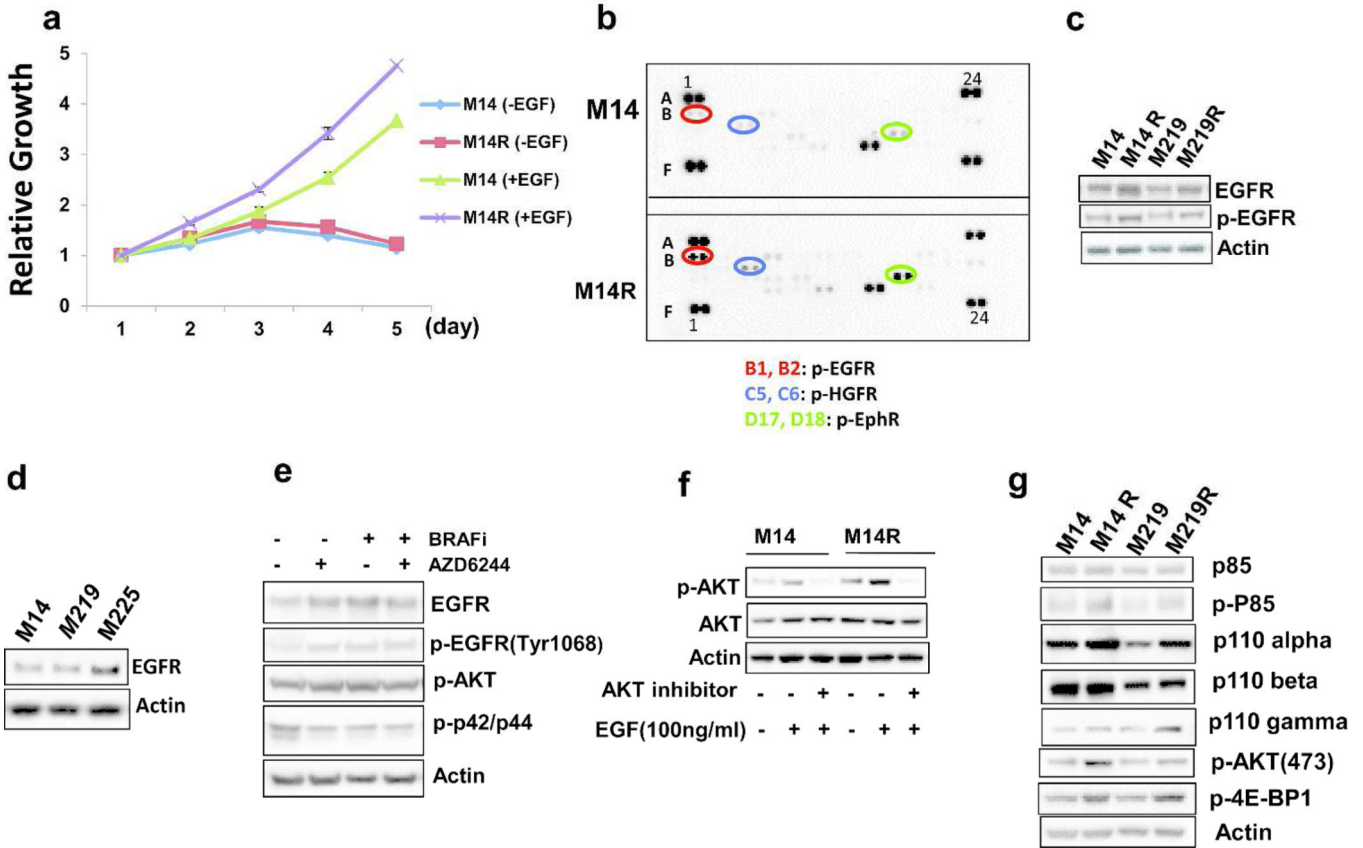 a
5
4
3
2
1
0
Relative Growth
1 2 3 4 5 (day)
M14 (-EGF)
M14R (-EGF)
M14 (+EGF)
M14R (+EGF)
b
M14
1
24
A
B
F
M14R
A
B
F
1
24
B1, B2: p-EGFR
C5, C6: p-HGFR
D17, D18: p-EphR
c
M14 M14 R M219 M219R
EGFR
p-EGFR
Actin
d
M14 M219 M225
EGFR
Actin
e
- - + + BRAFi
- + - + AZD6244
EGFR
p-EGFR(Tyr1068)
p-AKT
p-p42/p44
Actin
f
M14 M14R
p-AKT
AKT
Actin
AKT inhibitor - - + - - +
EGF(100ng/ml) - + + - + +
g
M14 M14 R M219 M219R
p85
p-P85
p110 alpha
p110 beta
p110 gamma
p-AKT(473)
p-4E-BP1
Actin